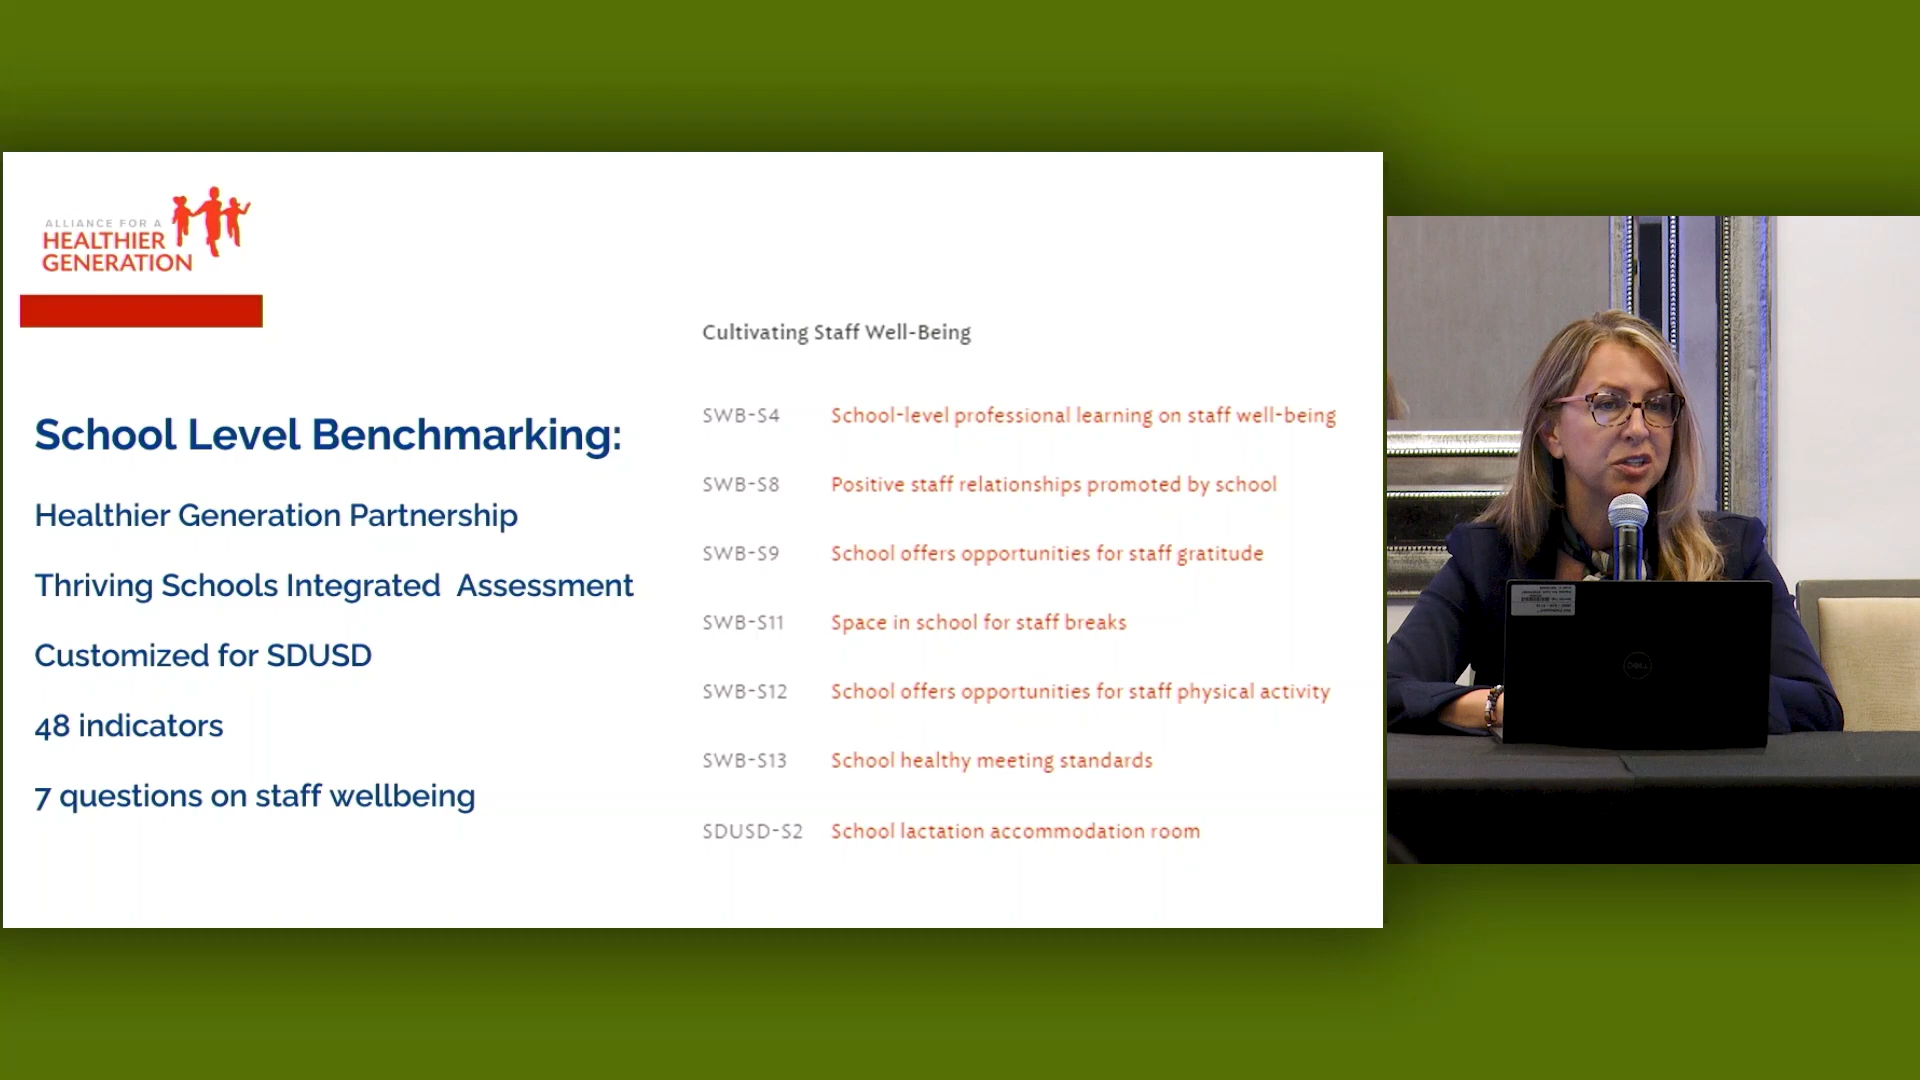 ALLIANCE FOR A
HEALTHIER
GENERATION
School Level Benchmarking:
Healthier Generation Partnership
Thriving Schools Integrated Assessment
Customized for SDUSD
48 indicators
7 questions on staff wellbeing
Cultivating Staff Well-Being
SWB-S4 School-level professional learning on staff well-being
SWB-S8 Positive staff relationships promoted by school
SWB-S9 School offers opportunities for staff gratitude
SWB-S11 Space in school for staff breaks
SWB-S12 School offers opportunities for staff physical activity
SWB-S13 School healthy meeting standards
SDUSD-S2 School lactation accommodation room
DELL